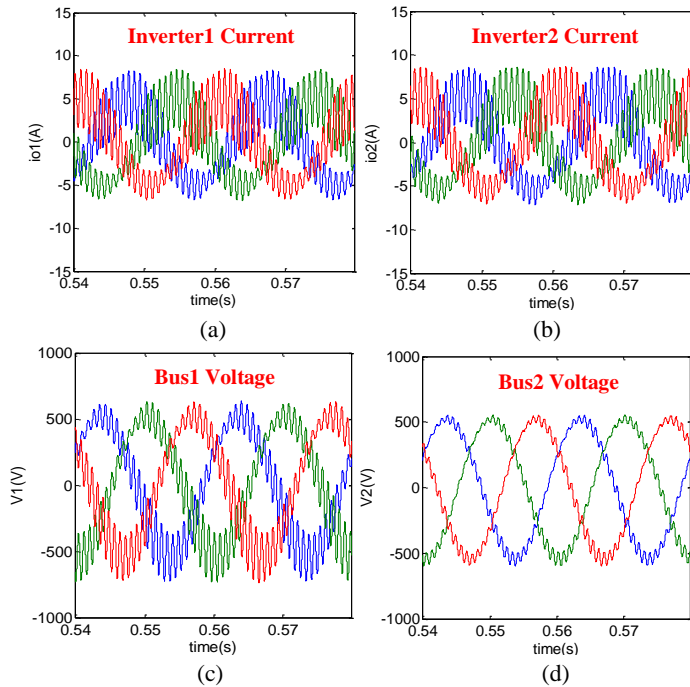 Inverter1 Current
15
10
5
0
-5
-10
-15
io1(A)
0.54 0.55 0.56 0.57
time(s)
(a)
Inverter2 Current
15
10
5
0
-5
-10
-15
io2(A)
0.54 0.55 0.56 0.57
time(s)
(b)
Bus1 Voltage
1000
500
0
-500
-1000
V1(V)
0.54 0.55 0.56 0.57
time(s)
(c)
Bus2 Voltage
1000
500
0
-500
-1000
V2(V)
0.54 0.55 0.56 0.57
time(s)
(d)